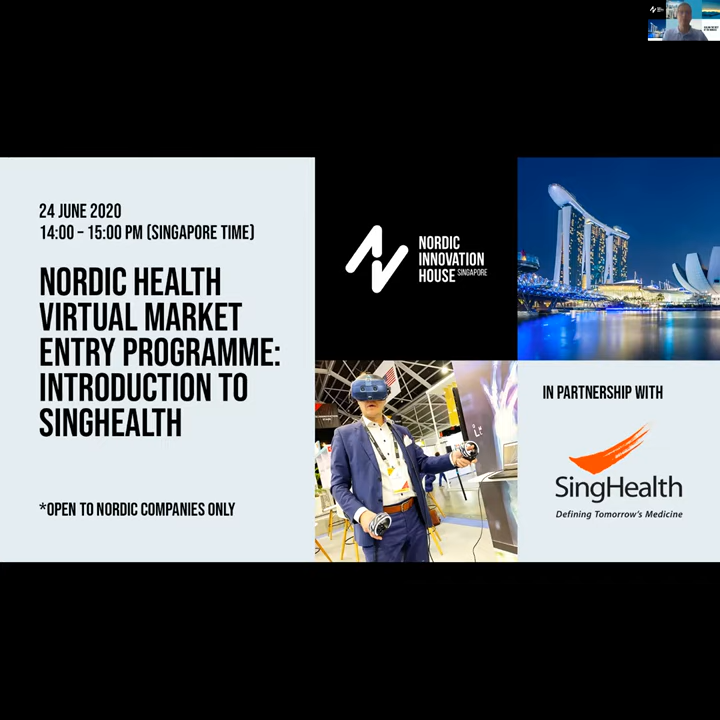 24 JUNE 2020
14:00 – 15:00 PM (SINGAPORE TIME)
NORDIC HEALTH
VIRTUAL MARKET
ENTRY PROGRAMME:
INTRODUCTION TO
SINGHEALTH
*OPEN TO NORDIC COMPANIES ONLY
NORDIC
INNOVATION
HOUSE SINGAPORE
IN PARTNERSHIP WITH
SingHealth
Defining Tomorrow's Medicine